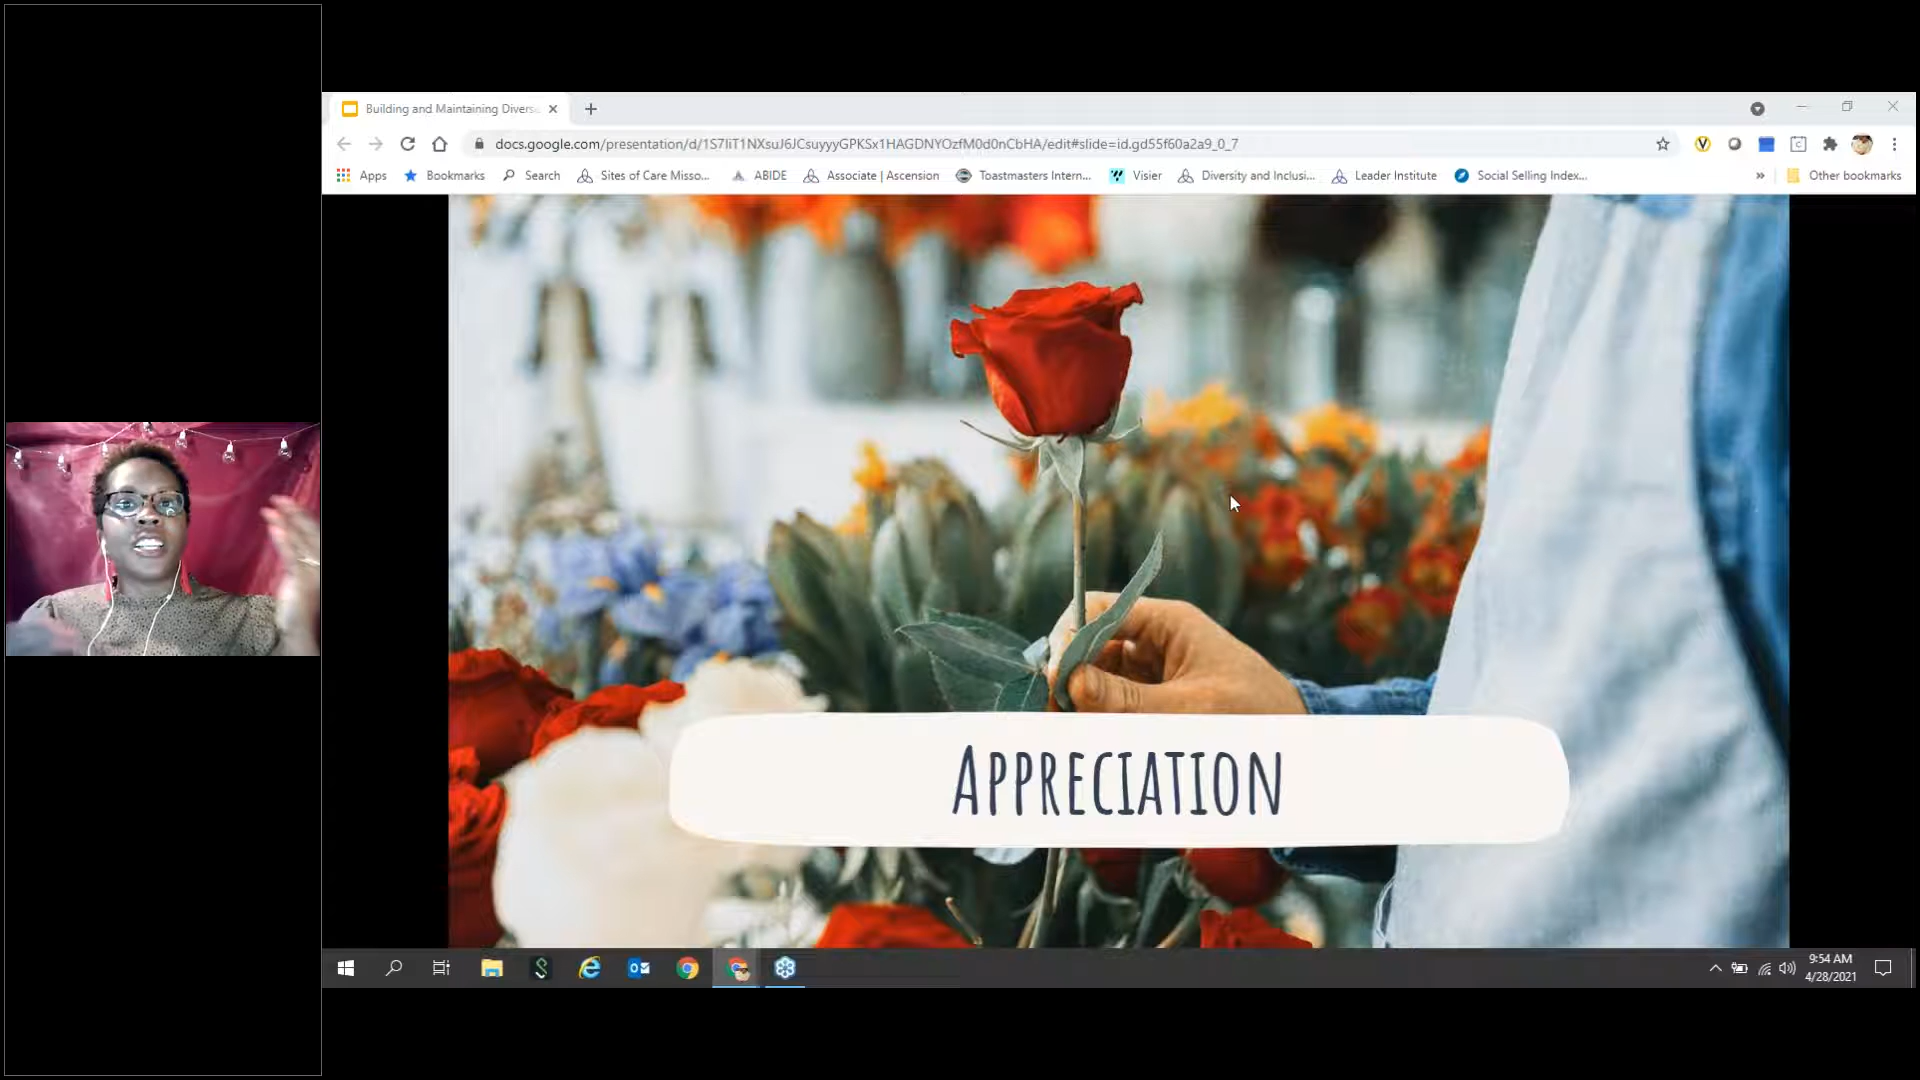 Building and Maintaining Divers
docs.google.com/presentation/d/1S7IiT1NXsuJ6JCsuyyyGPKSx1HAGDNYOzfM0d0nCbHA/edit#slide=id.gd55f60a2a9_0_7
Apps Bookmarks Search Sites of Care Misso... ABIDE Associate | Ascension Toastmasters Intern... Visier Diversity and Inclusi... Leader Institute Social Selling Index... » Other bookmarks
APPRECIATION
9:54 AM
4/28/2021